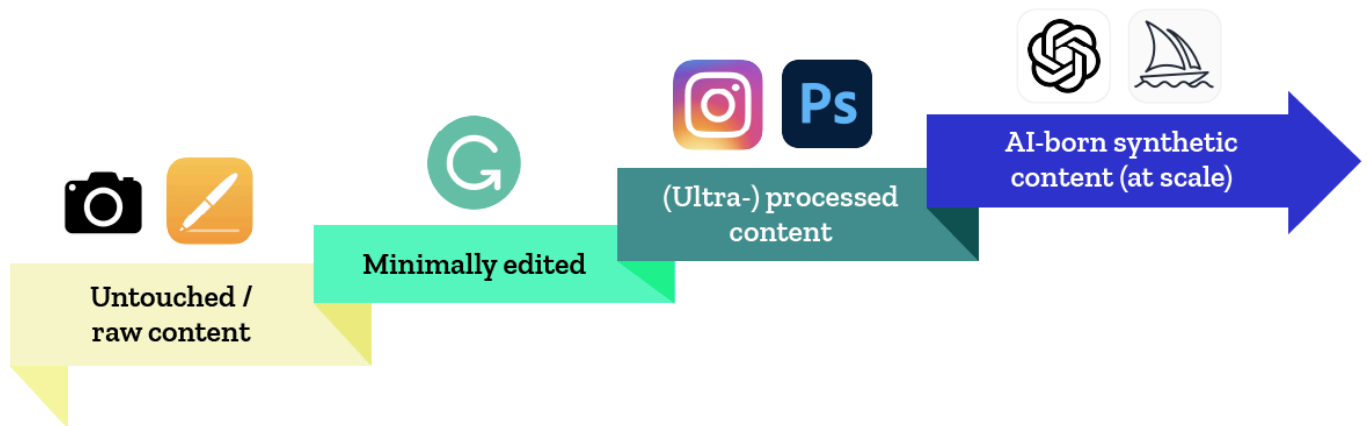 Untouched /
raw content
Minimally edited
Ps
(Ultra-) processed
content
AI-born synthetic
content (at scale)